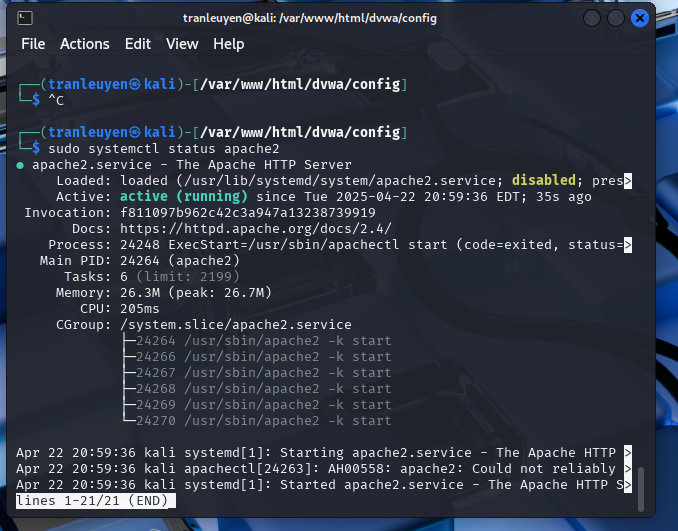 tranleuyen@kali: /var/www/html/dvwa/config
File Actions Edit View Help
┌──(tranleuyen㉿kali)-[/var/www/html/dvwa/config]
└─$ ^C
┌──(tranleuyen㉿kali)-[/var/www/html/dvwa/config]
└─$ sudo systemctl status apache2
● apache2.service - The Apache HTTP Server
Loaded: loaded (/usr/lib/systemd/system/apache2.service; disabled; pres>
Active: active (running) since Tue 2025-04-22 20:59:36 EDT; 35s ago
Invocation: f811097b962c42c3a947a13238739919
Docs: https://httpd.apache.org/docs/2.4/
Process: 24248 ExecStart=/usr/sbin/apachectl start (code=exited, status=>
Main PID: 24264 (apache2)
Tasks: 6 (limit: 2199)
Memory: 26.3M (peak: 26.7M)
CPU: 205ms
CGroup: /system.slice/apache2.service
├─24264 /usr/sbin/apache2 -k start
├─24266 /usr/sbin/apache2 -k start
├─24267 /usr/sbin/apache2 -k start
├─24268 /usr/sbin/apache2 -k start
├─24269 /usr/sbin/apache2 -k start
└─24270 /usr/sbin/apache2 -k start
Apr 22 20:59:36 kali systemd[1]: Starting apache2.service - The Apache HTTP >
Apr 22 20:59:36 kali apachectl[24263]: AH00558: apache2: Could not reliably >
Apr 22 20:59:36 kali systemd[1]: Started apache2.service - The Apache HTTP S>
lines 1-21/21 (END)